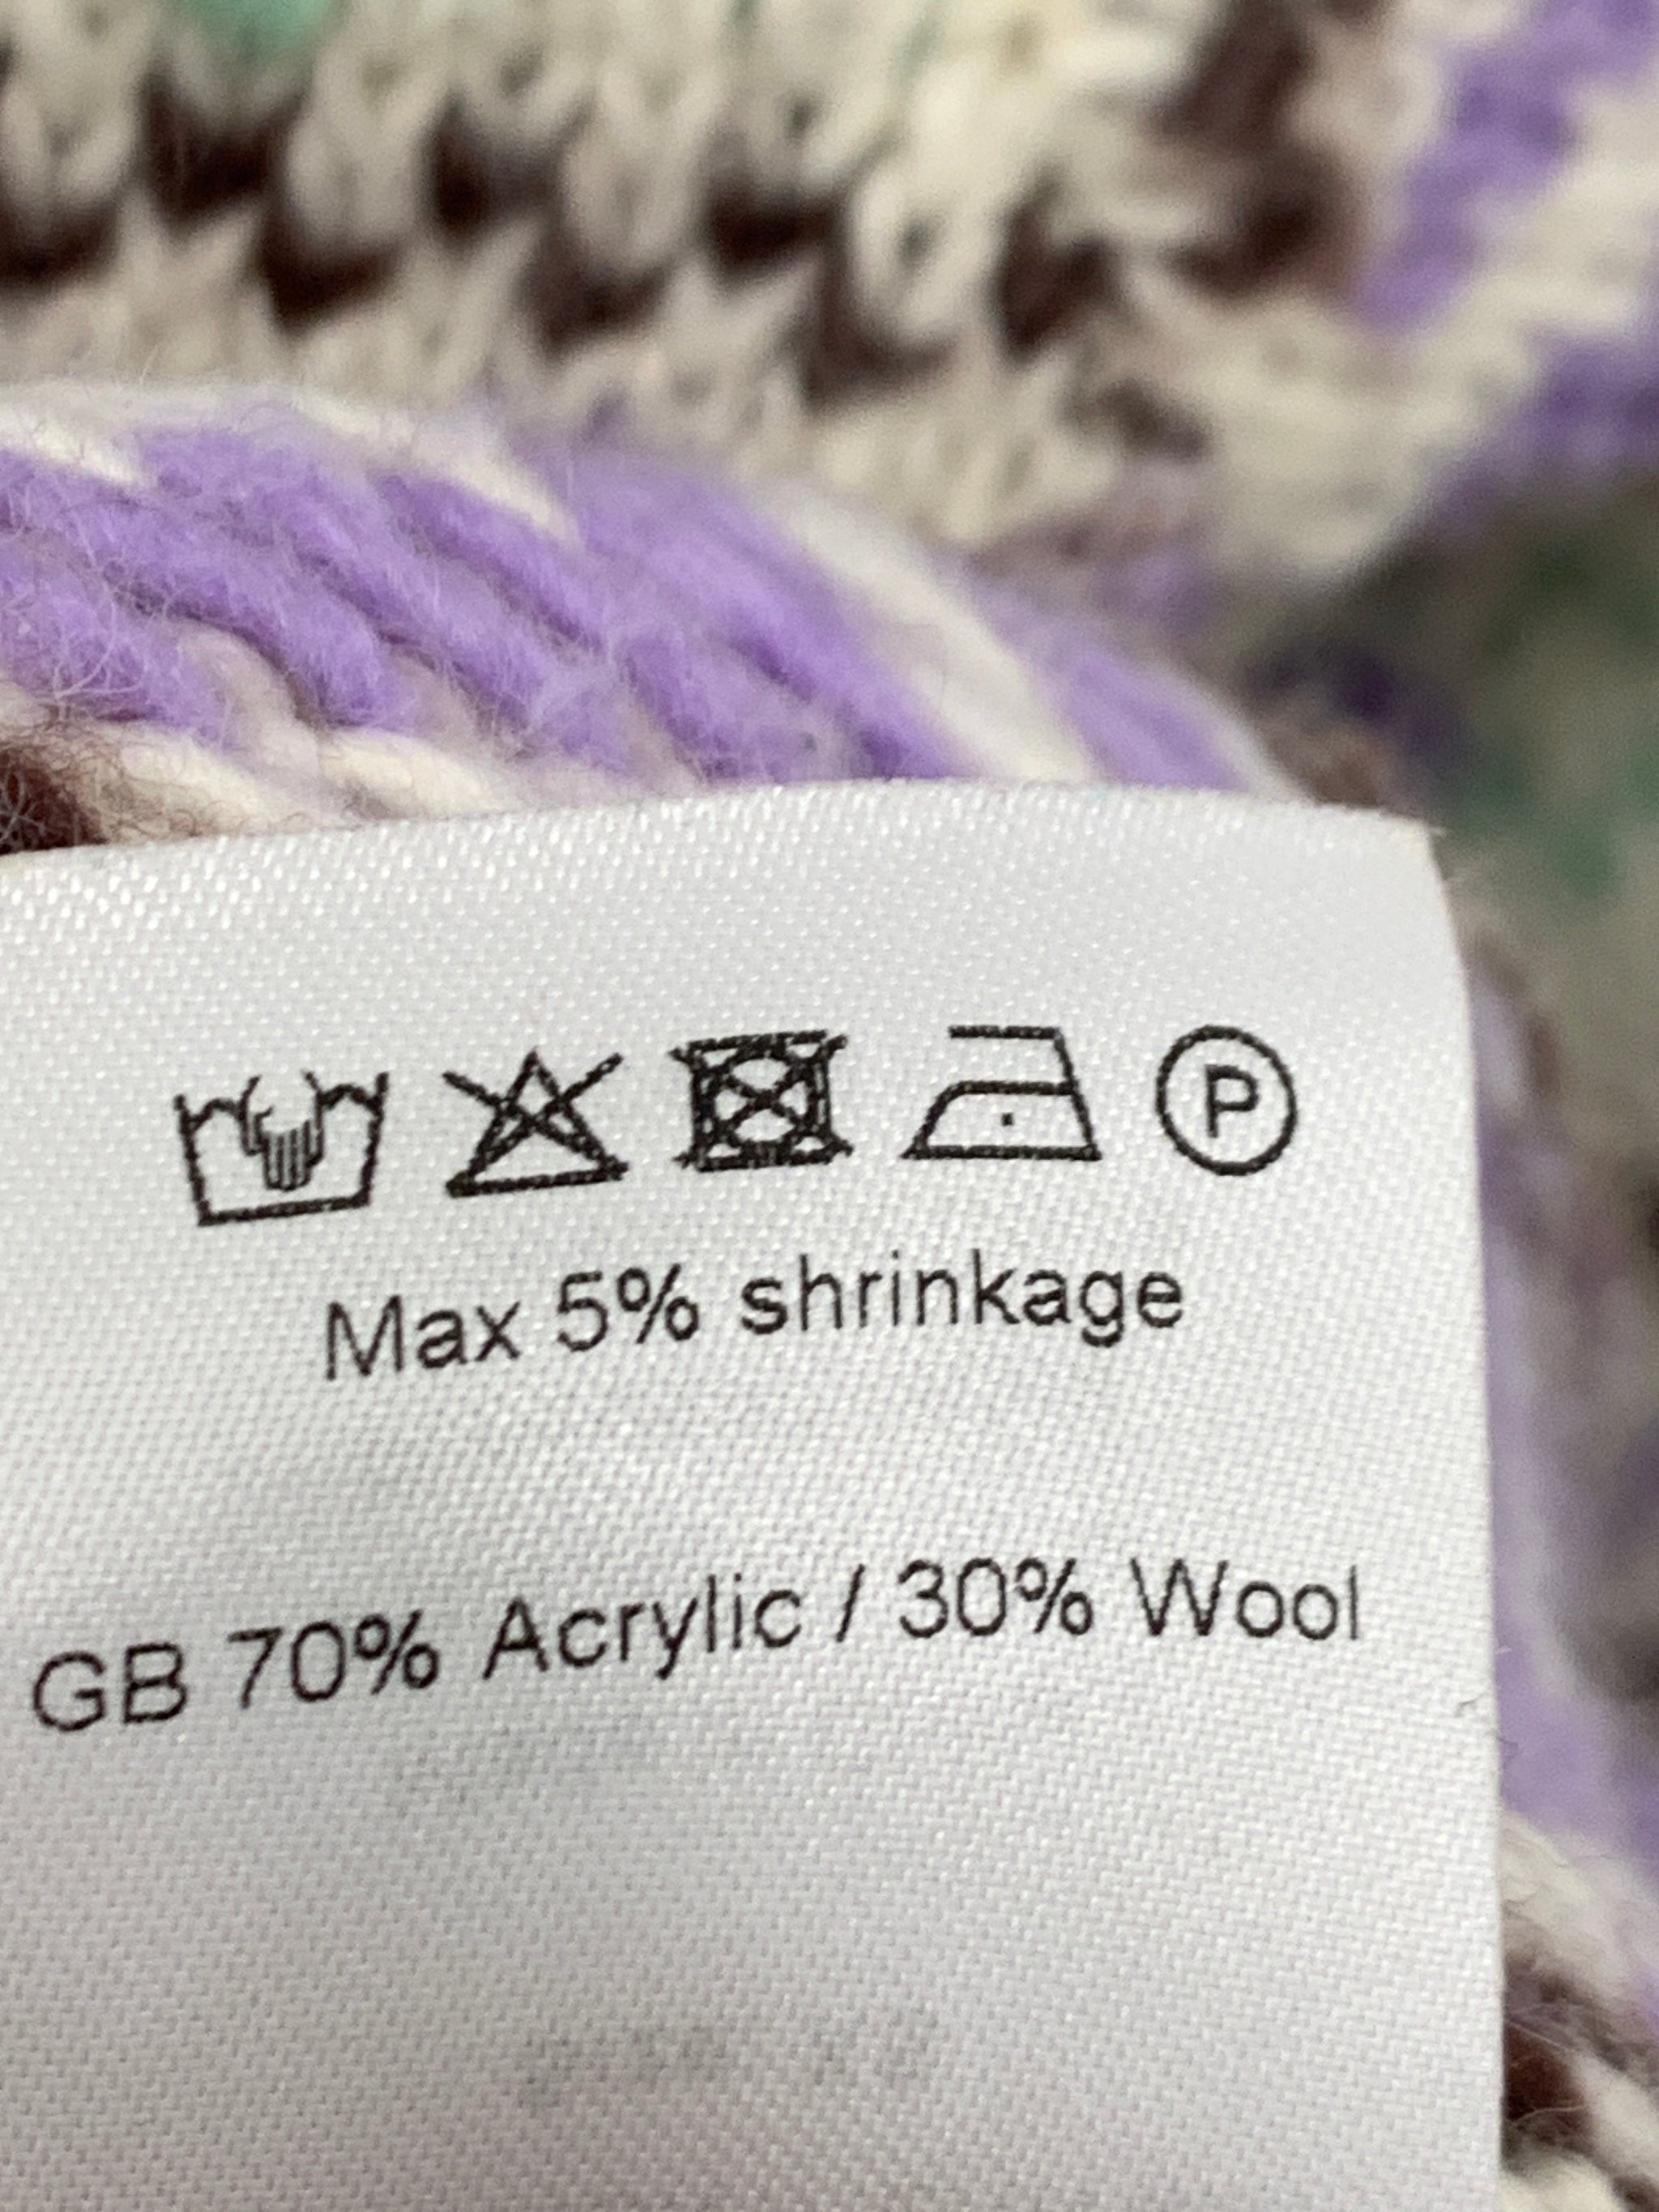 P
Max 5% shrinkage
GB 70% Acrylic / 30% Wool